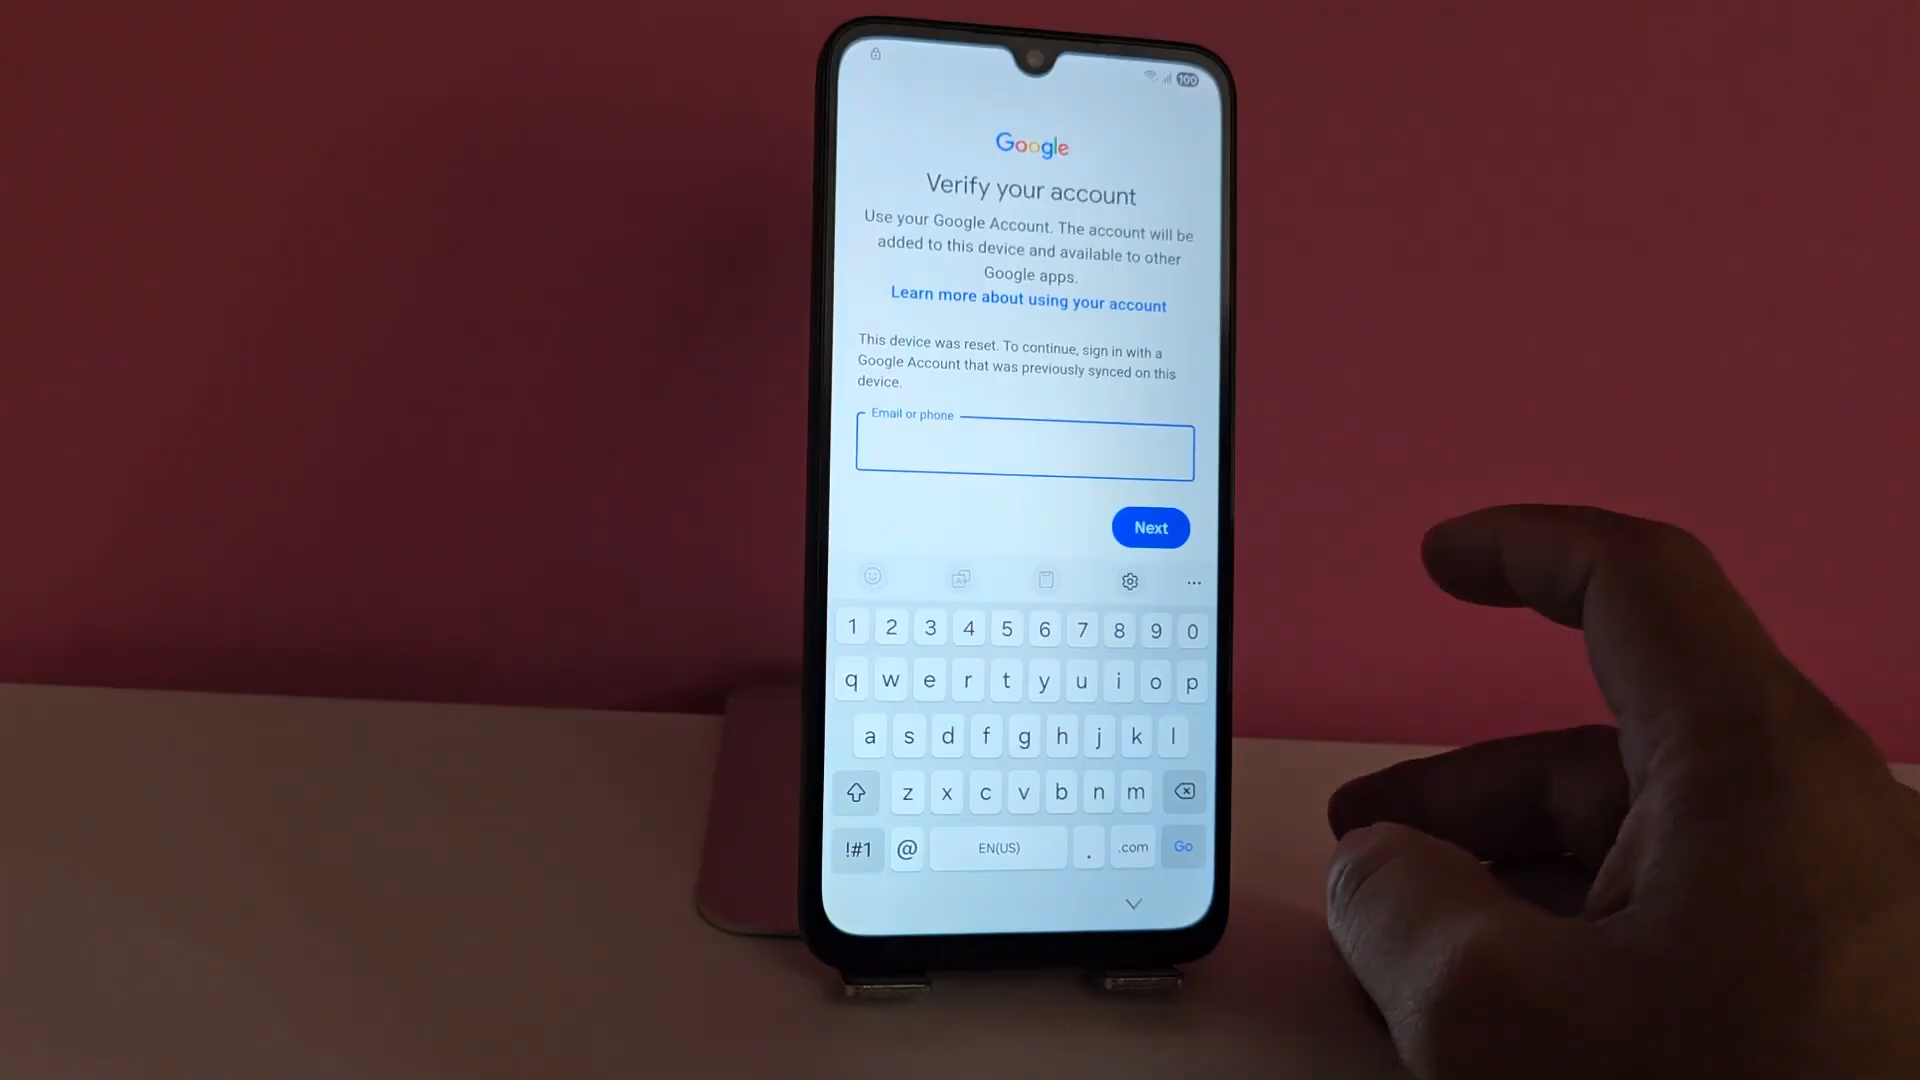 100
Google
Verify your account
Use your Google Account. The account will be
added to this device and available to other
Google apps.
Learn more about using your account
This device was reset. To continue, sign in with a
Google Account that was previously synced on this
device.
Email or phone
Next
1 2 3 4 5 6 7 8 9 0
q w e r t y u i o p
a s d f g h j k l
z x c v b n m
!#1 @ EN(US) . .com Go